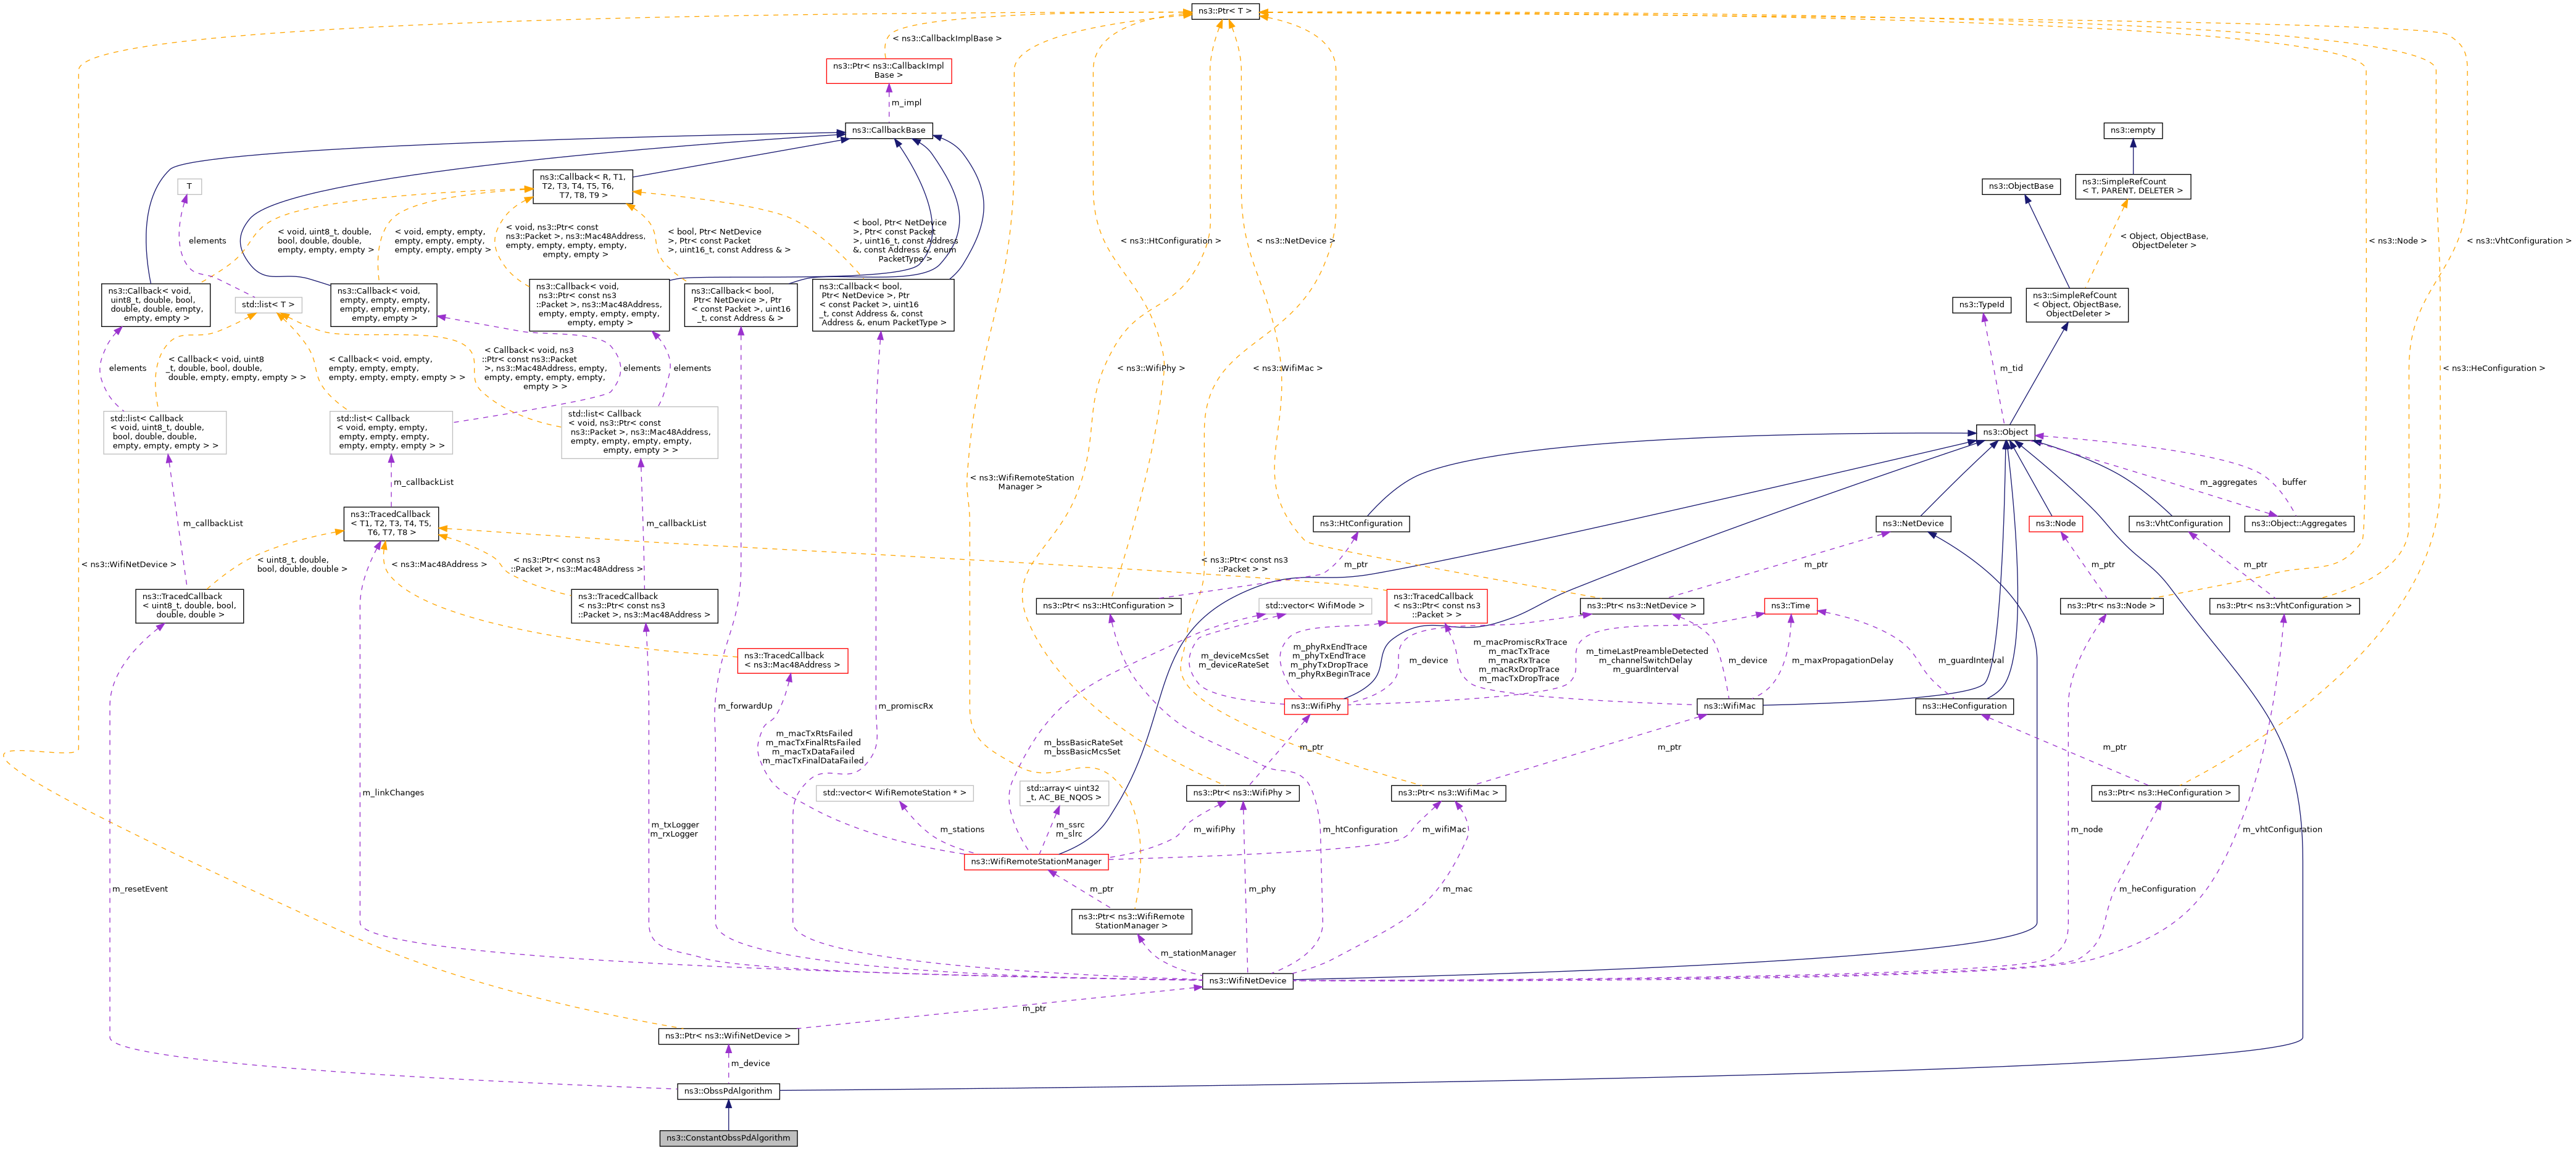 ns3::Ptr< T >
< ns3::CallbackImplBase >
ns3::Ptr< ns3::CallbackImpl
Base >
m_impl
ns3::CallbackBase
ns3::empty
ns3::Callback< R, T1,
T2, T3, T4, T5, T6,
T7, T8, T9 >
T
ns3::ObjectBase
ns3::SimpleRefCount
< T, PARENT, DELETER >
elements
< void, uint8_t, double,
bool, double, double,
empty, empty, empty >
< void, empty, empty,
empty, empty, empty,
empty, empty, empty >
< void, ns3::Ptr< const
ns3::Packet >, ns3::Mac48Address,
empty, empty, empty, empty,
empty, empty >
< bool, Ptr< NetDevice
>, Ptr< const Packet
>, uint16_t, const Address & >
< bool, Ptr< NetDevice
>, Ptr< const Packet
>, uint16_t, const Address
&, const Address &, enum
PacketType >
< ns3::HtConfiguration >
< ns3::NetDevice >
< Object, ObjectBase,
ObjectDeleter >
< ns3::Node >
< ns3::VhtConfiguration >
ns3::Callback< void,
uint8_t, double, bool,
double, double, empty,
empty, empty >
std::list< T >
ns3::Callback< void,
empty, empty, empty,
empty, empty, empty,
empty, empty >
ns3::Callback< void,
ns3::Ptr< const ns3
::Packet >, ns3::Mac48Address,
empty, empty, empty, empty,
empty, empty >
ns3::Callback< bool,
Ptr< NetDevice >, Ptr
< const Packet >, uint16
_t, const Address & >
ns3::Callback< bool,
Ptr< NetDevice >, Ptr
< const Packet >, uint16
_t, const Address &, const
Address &, enum PacketType >
ns3::TypeId
ns3::SimpleRefCount
< Object, ObjectBase,
ObjectDeleter >
elements
< Callback< void, uint8
_t, double, bool, double,
double, empty, empty, empty > >
< Callback< void, empty,
empty, empty, empty,
empty, empty, empty, empty > >
< Callback< void, ns3
::Ptr< const ns3::Packet
>, ns3::Mac48Address, empty,
empty, empty, empty, empty,
empty > >
elements
elements
< ns3::WifiPhy >
< ns3::WifiMac >
m_tid
< ns3::HeConfiguration >
std::list< Callback
< void, uint8_t, double,
bool, double, double,
empty, empty, empty > >
std::list< Callback
< void, empty, empty,
empty, empty, empty,
empty, empty, empty > >
std::list< Callback
< void, ns3::Ptr< const
ns3::Packet >, ns3::Mac48Address,
empty, empty, empty, empty,
empty, empty > >
ns3::Object
m_callbackList
< ns3::WifiRemoteStation
Manager >
m_aggregates
buffer
m_callbackList
ns3::TracedCallback
< T1, T2, T3, T4, T5,
T6, T7, T8 >
m_callbackList
ns3::HtConfiguration
ns3::NetDevice
ns3::Node
ns3::VhtConfiguration
ns3::Object::Aggregates
< ns3::WifiNetDevice >
< uint8_t, double,
bool, double, double >
< ns3::Mac48Address >
< ns3::Ptr< const ns3
::Packet >, ns3::Mac48Address >
< ns3::Ptr< const ns3
::Packet > >
m_ptr
m_ptr
m_ptr
m_ptr
ns3::TracedCallback
< uint8_t, double, bool,
double, double >
ns3::TracedCallback
< ns3::Ptr< const ns3
::Packet >, ns3::Mac48Address >
ns3::Ptr< ns3::HtConfiguration >
std::vector< WifiMode >
ns3::TracedCallback
< ns3::Ptr< const ns3
::Packet > >
ns3::Ptr< ns3::NetDevice >
ns3::Time
ns3::Ptr< ns3::Node >
ns3::Ptr< ns3::VhtConfiguration >
ns3::TracedCallback
< ns3::Mac48Address >
m_deviceMcsSet
m_deviceRateSet
m_phyRxEndTrace
m_phyTxEndTrace
m_phyTxDropTrace
m_phyRxBeginTrace
m_device
m_macPromiscRxTrace
m_macTxTrace
m_macRxTrace
m_macRxDropTrace
m_macTxDropTrace
m_timeLastPreambleDetected
m_channelSwitchDelay
m_guardInterval
m_device
m_maxPropagationDelay
m_guardInterval
m_forwardUp
m_promiscRx
ns3::WifiPhy
ns3::WifiMac
ns3::HeConfiguration
m_macTxRtsFailed
m_macTxFinalRtsFailed
m_macTxDataFailed
m_macTxFinalDataFailed
m_bssBasicRateSet
m_bssBasicMcsSet
m_ptr
m_ptr
m_ptr
m_linkChanges
std::vector< WifiRemoteStation * >
std::array< uint32
_t, AC_BE_NQOS >
ns3::Ptr< ns3::WifiPhy >
ns3::Ptr< ns3::WifiMac >
ns3::Ptr< ns3::HeConfiguration >
m_txLogger
m_rxLogger
m_stations
m_ssrc
m_slrc
m_wifiPhy
m_htConfiguration
m_wifiMac
m_node
m_vhtConfiguration
ns3::WifiRemoteStationManager
m_resetEvent
m_ptr
m_phy
m_mac
m_heConfiguration
ns3::Ptr< ns3::WifiRemote
StationManager >
m_stationManager
ns3::WifiNetDevice
m_ptr
ns3::Ptr< ns3::WifiNetDevice >
m_device
ns3::ObssPdAlgorithm
ns3::ConstantObssPdAlgorithm